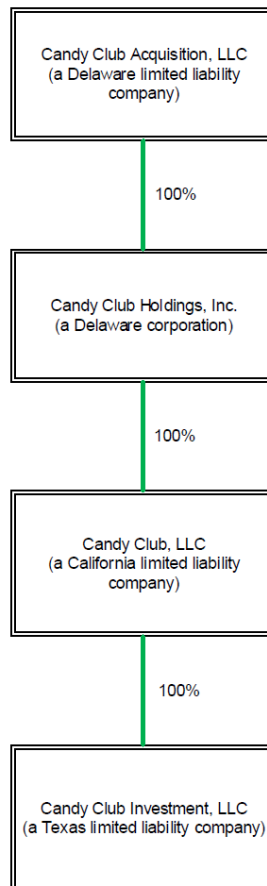 Candy Club Acquisition, LLC
(a Delaware limited liability
company)
100%
Candy Club Holdings, Inc.
(a Delaware corporation)
100%
Candy Club, LLC
(a California limited liability
company)
100%
Candy Club Investment, LLC
(a Texas limited liability company)